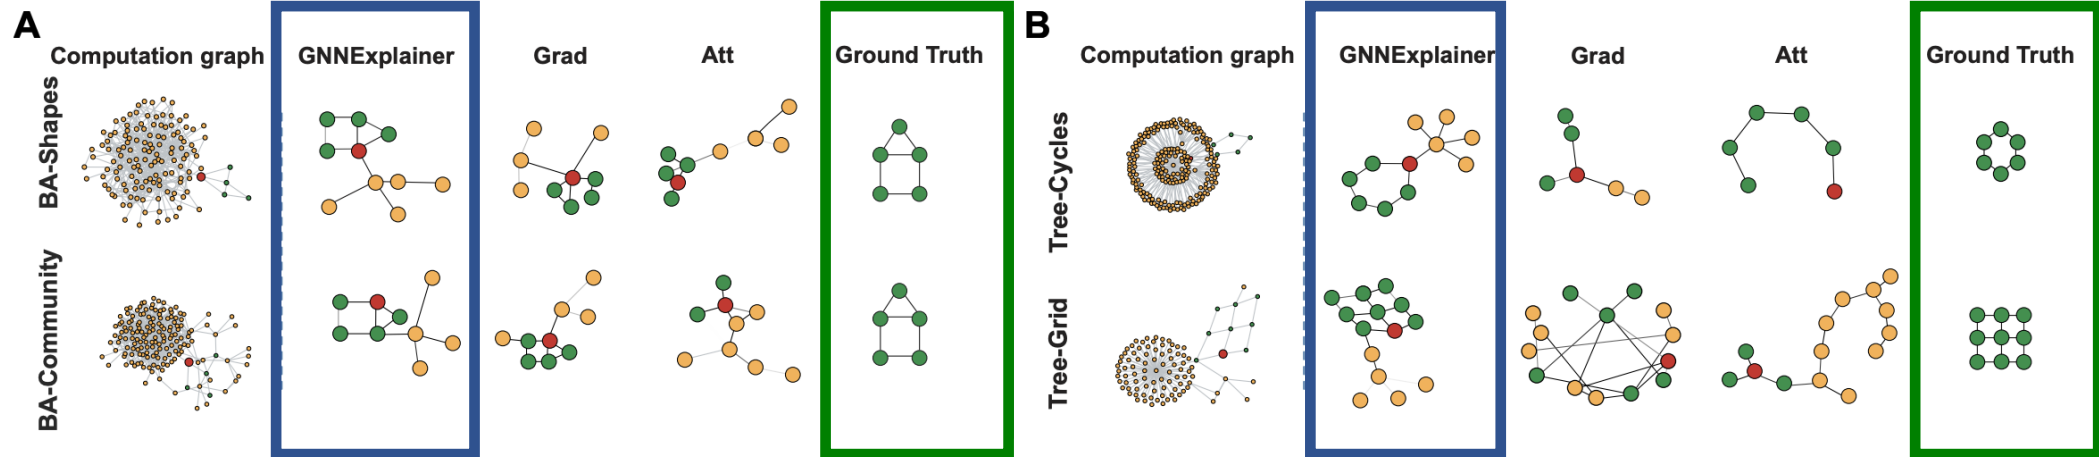 A
Computation graph GNNExplainer Grad Att Ground Truth
BA-Shapes
BA-Community
B
Computation graph GNNExplainer Grad Att Ground Truth
Tree-Cycles
Tree-Grid